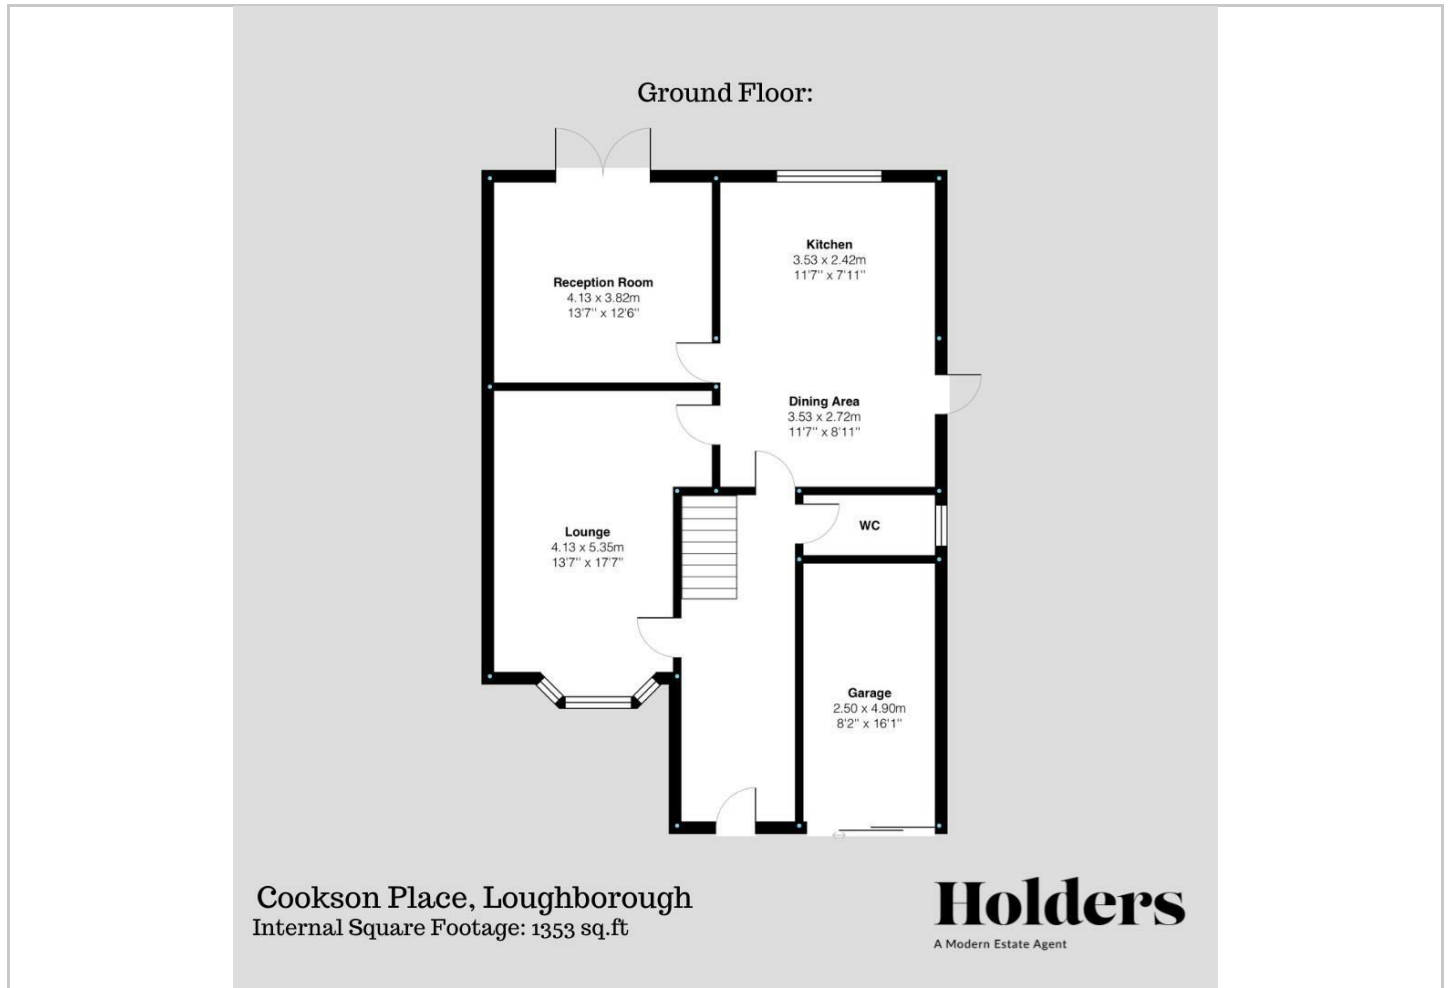 Ground Floor:
Kitchen
3.53 x 2.42m
11'7" x 7'11"
Reception Room
4.13 x 3.82m
13'7" x 12'6"
Dining Area
3.53 x 2.72m
11'7" x 8'11"
Lounge
4.13 x 5.35m
13'7" x 17'7"
WC
Garage
2.50 x 4.90m
8'2" x 16'1"
Cookson Place, Loughborough
Internal Square Footage: 1353 sq.ft
Holders
A Modern Estate Agent